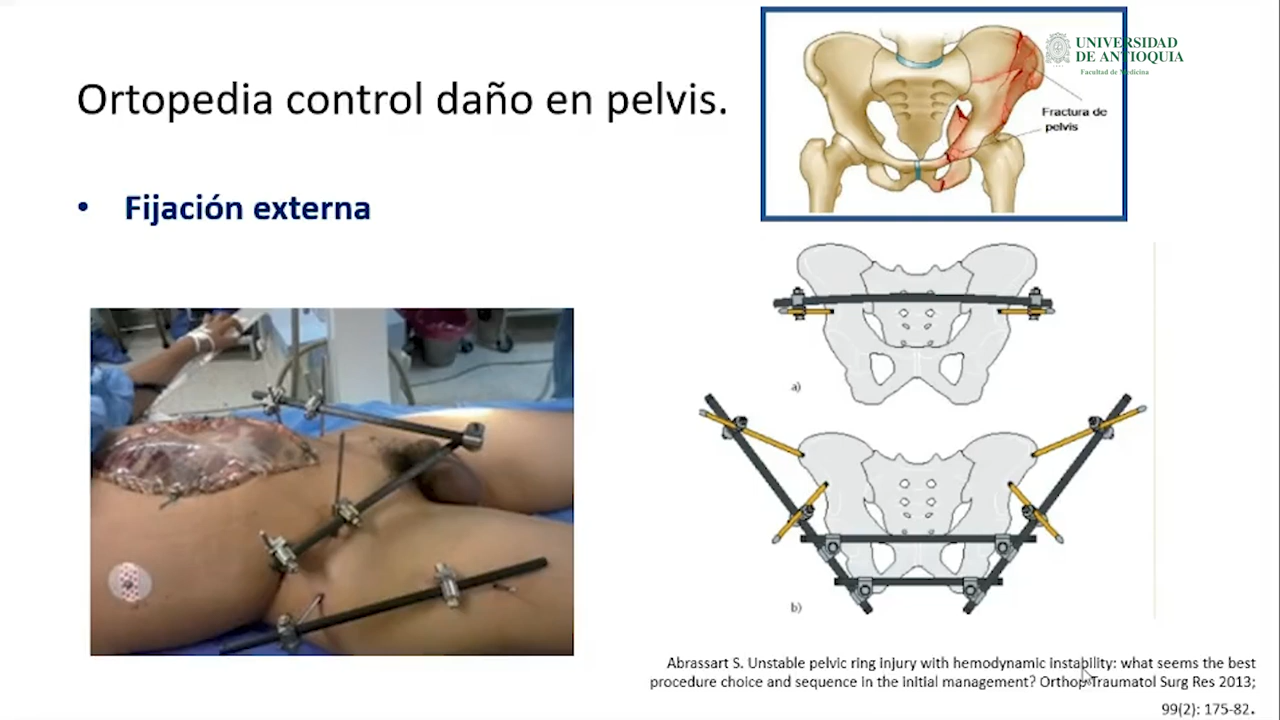 UNIVERSIDAD
DE ANTIOQUIA
Facultad de Medicina
Ortopedia control daño en pelvis.
Fractura de
pelvis
• Fijación externa
a)
b)
Abrassart S. Unstable pelvic ring injury with hemodynamic instability: what seems the best
procedure choice and sequence in the initial management? Orthop Traumatol Surg Res 2013;
99(2): 175-82.